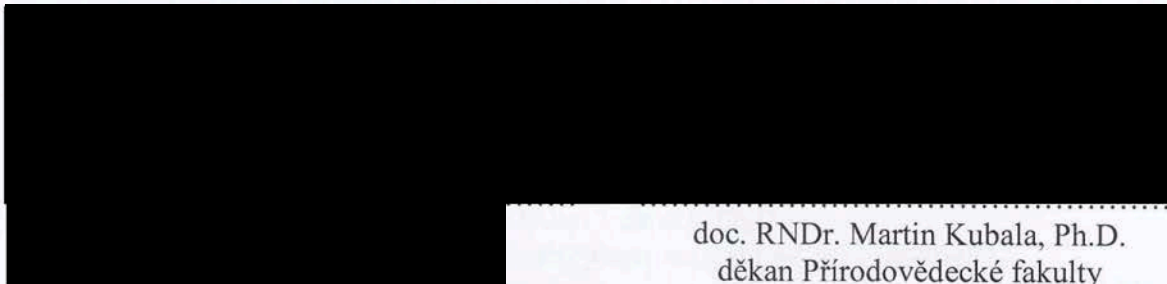 doc. RNDr. Martin Kubala, Ph.D.
děkan Přírodovědecké fakulty